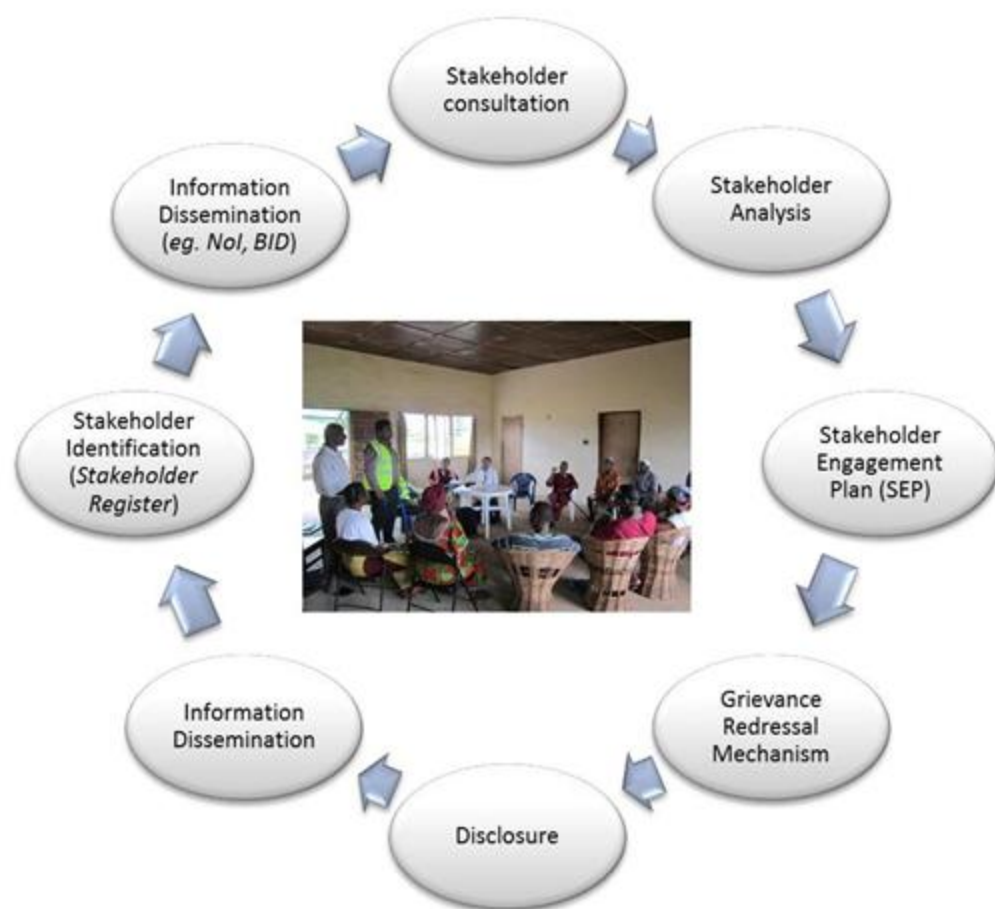 Stakeholder
consultation
Stakeholder
Analysis
Stakeholder
Engagement
Plan (SEP)
Grievance
Redressal
Mechanism
Disclosure
Information
Dissemination
Stakeholder
Identification
(Stakeholder
Register)
Information
Dissemination
(eg. NoI, BID)